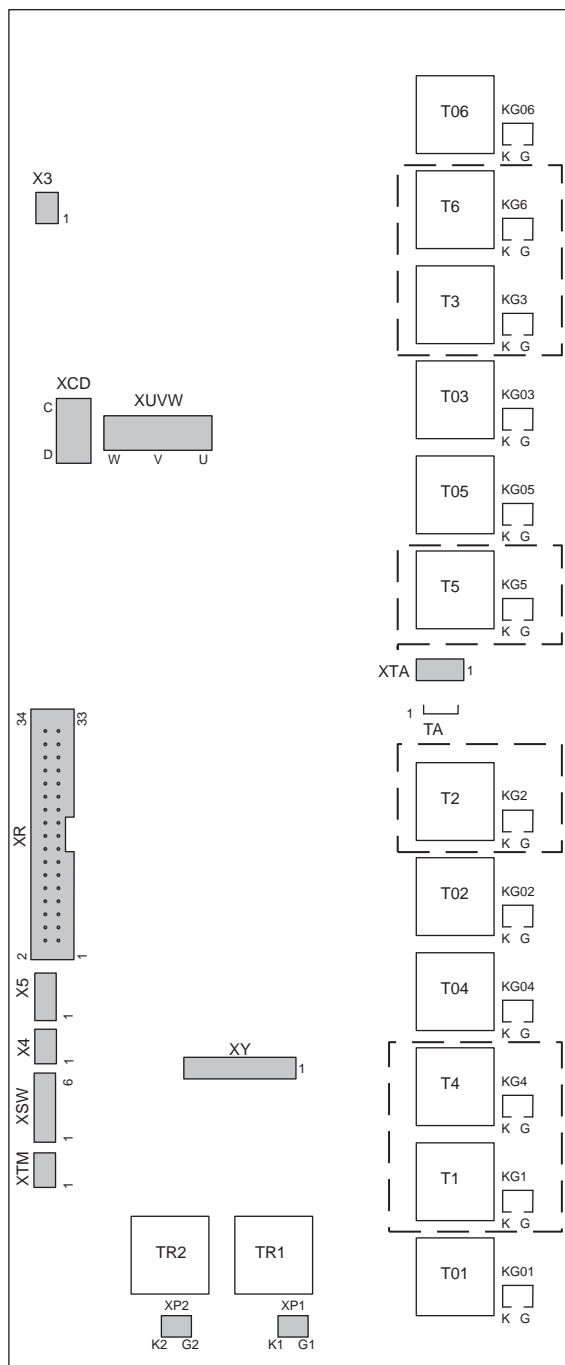 T06 KG06
K G
X3
1
T6 KG6
K G
T3 KG3
K G
XCD
C
D
XUVW
W V U
T03 KG03
K G
T05 KG05
K G
T5 KG5
K G
XTA 1
1
TA
34 33
XR
2 1
T2 KG2
K G
T02 KG02
K G
X5
1
T04 KG04
K G
X4
1
XY
1
XSW
6
1
T4 KG4
K G
XTM
1
T1 KG1
K G
TR2 TR1
T01 KG01
K G
XP2 XP1
K2 G2 K1 G1